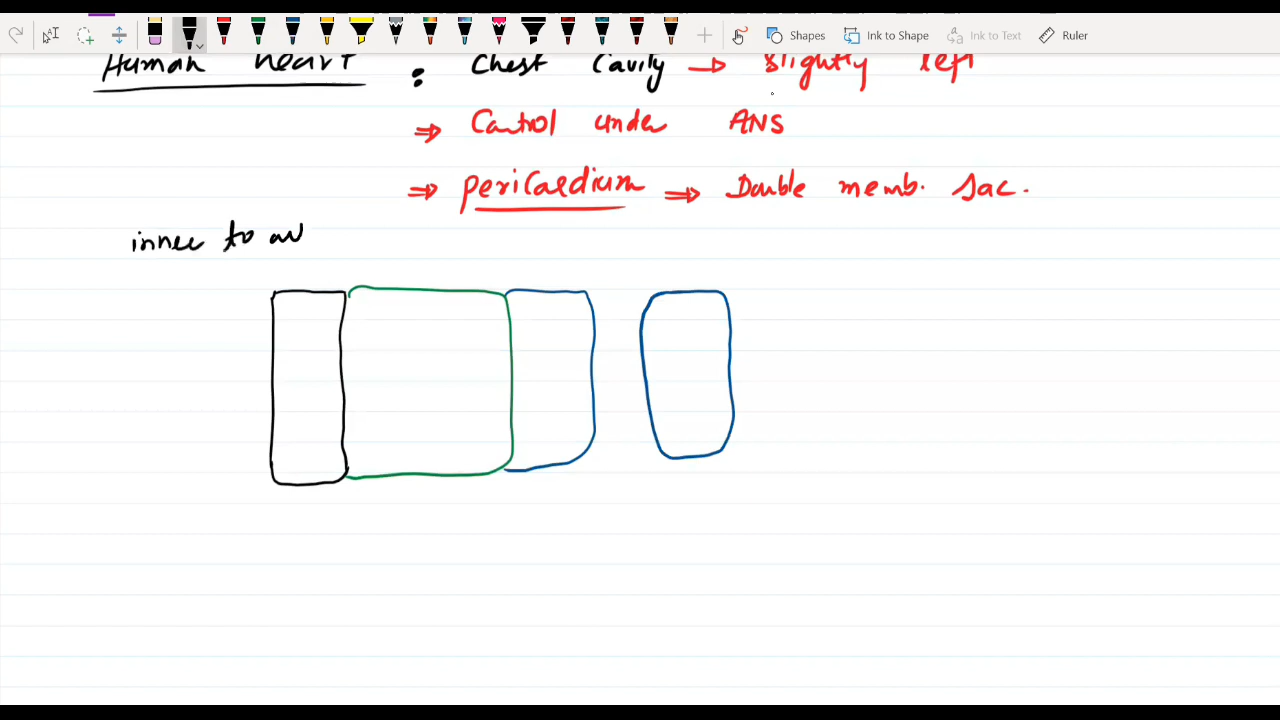 Shapes Ink to Shape Ink to Text Ruler
Human heart : Chest Cavity → slightly left
⇒ Control under ANS
⇒ pericardium ⇒ Double memb. sac.
inner to